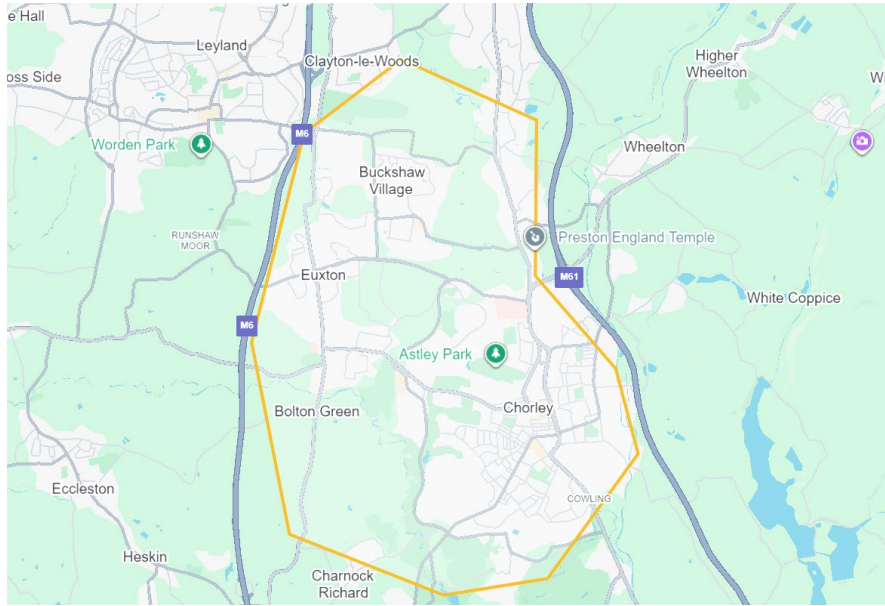 e Hall
Leyland
Clayton-le-Woods
Higher
Wheelton
oss Side
Wi
M6
Worden Park
Wheelton
Buckshaw
Village
RUNSHAW
MOOR
Preston England Temple
Euxton
M61
White Coppice
M6
Astley Park
Bolton Green
Chorley
Eccleston
COWLING
Heskin
Charnock
Richard